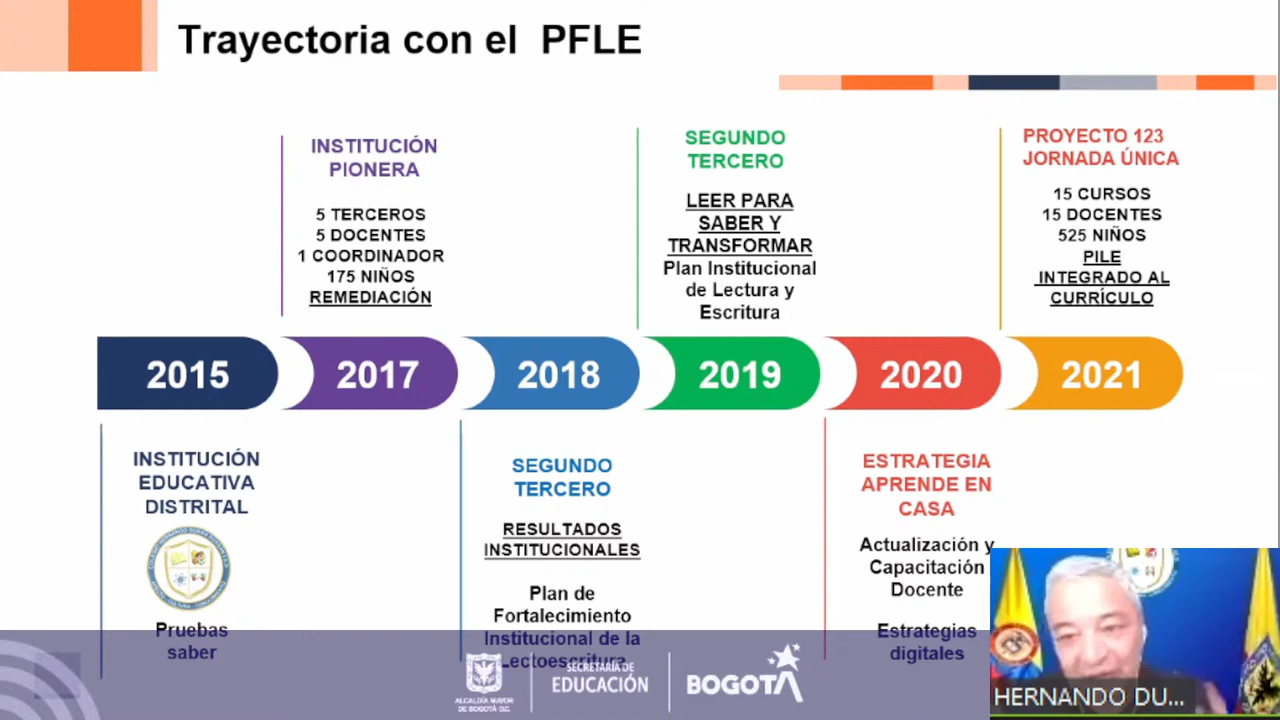 Trayectoria con el PFLE
INSTITUCIÓN
PIONERA
5 TERCEROS
5 DOCENTES
1 COORDINADOR
175 NIÑOS
REMEDIACIÓN
SEGUNDO
TERCERO
LEER PARA
SABER Y
TRANSFORMAR
Plan Institucional
de Lectura y
Escritura
PROYECTO 123
JORNADA ÚNICA
15 CURSOS
15 DOCENTES
525 NIÑOS
PILE
INTEGRADO AL
CURRÍCULO
2015
2017
2018
2019
2020
2021
INSTITUCIÓN
EDUCATIVA
DISTRITAL
Pruebas
saber
SEGUNDO
TERCERO
RESULTADOS
INSTITUCIONALES
Plan de
Fortalecimiento
Institucional de la
Lectoescritura
ESTRATEGIA
APRENDE EN
CASA
Actualización y
Capacitación
Docente
Estrategias
digitales
ALCALDÍA MAYOR
DE BOGOTÁ D.C.
SECRETARÍA DE
EDUCACIÓN
BOGOTÁ
HERNANDO DU...